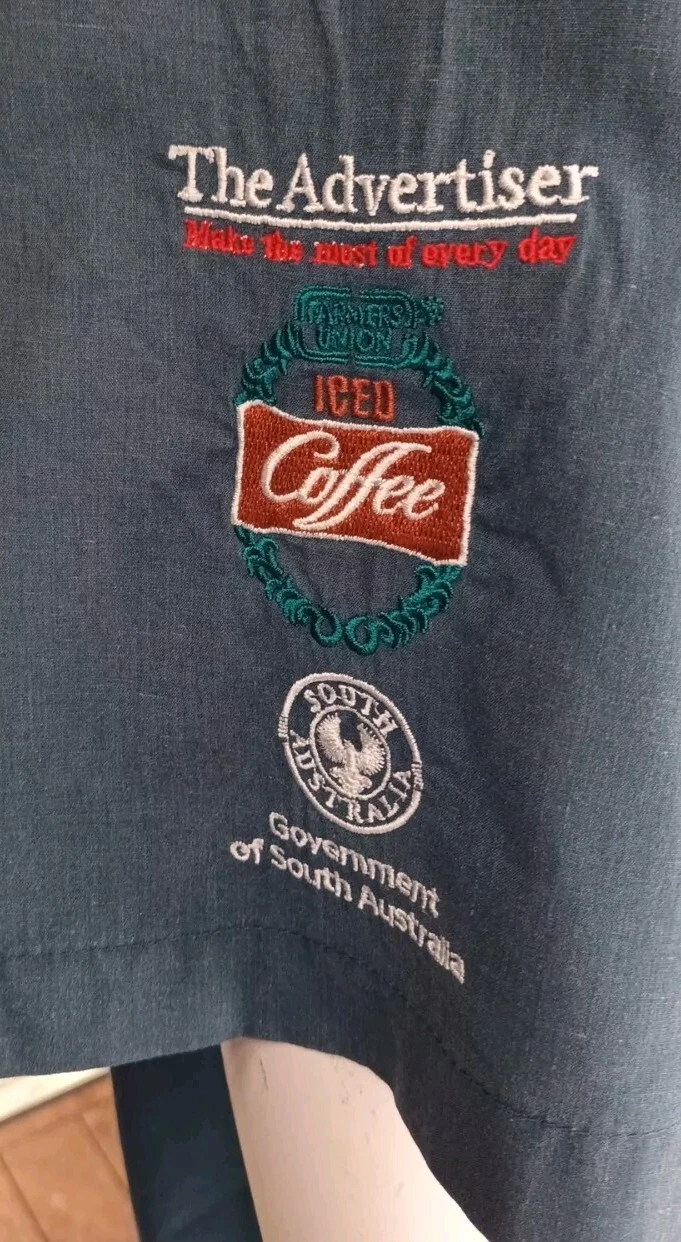 The Advertiser
Make the most of every day
FARMERS
UNION
ICED
Coffee
SOUTH
AUSTRALIA
Government
of South Australia